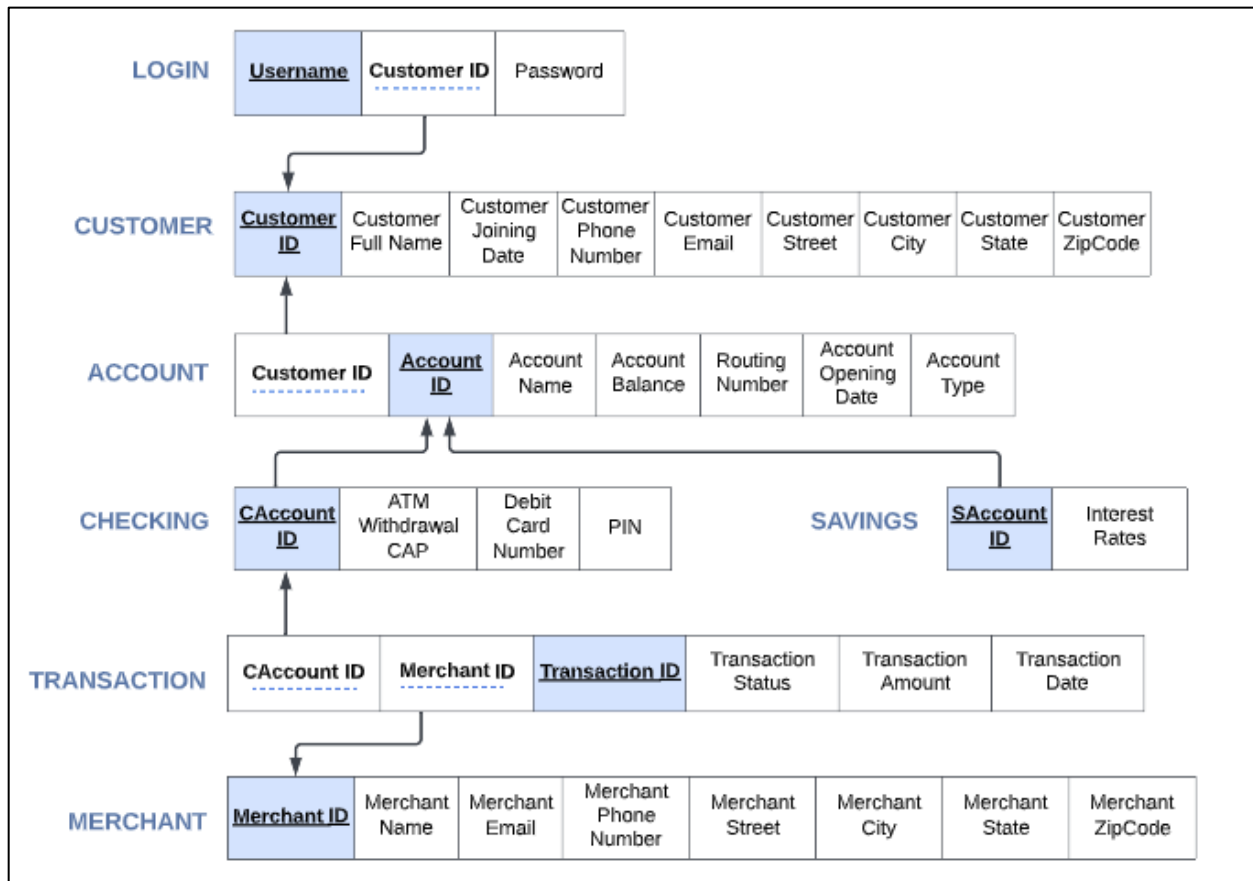 LOGIN
Username
Customer ID
Password
CUSTOMER
Customer
ID
Customer
Full Name
Customer
Joining
Date
Customer
Phone
Number
Customer
Email
Customer
Street
Customer
City
Customer
State
Customer
ZipCode
ACCOUNT
Customer ID
Account
ID
Account
Name
Account
Balance
Routing
Number
Account
Opening
Date
Account
Type
CHECKING
CAccount
ID
ATM
Withdrawal
CAP
Debit
Card
Number
PIN
SAVINGS
SAccount
ID
Interest
Rates
TRANSACTION
CAccount ID
Merchant ID
Transaction ID
Transaction
Status
Transaction
Amount
Transaction
Date
MERCHANT
Merchant ID
Merchant
Name
Merchant
Email
Merchant
Phone
Number
Merchant
Street
Merchant
City
Merchant
State
Merchant
ZipCode